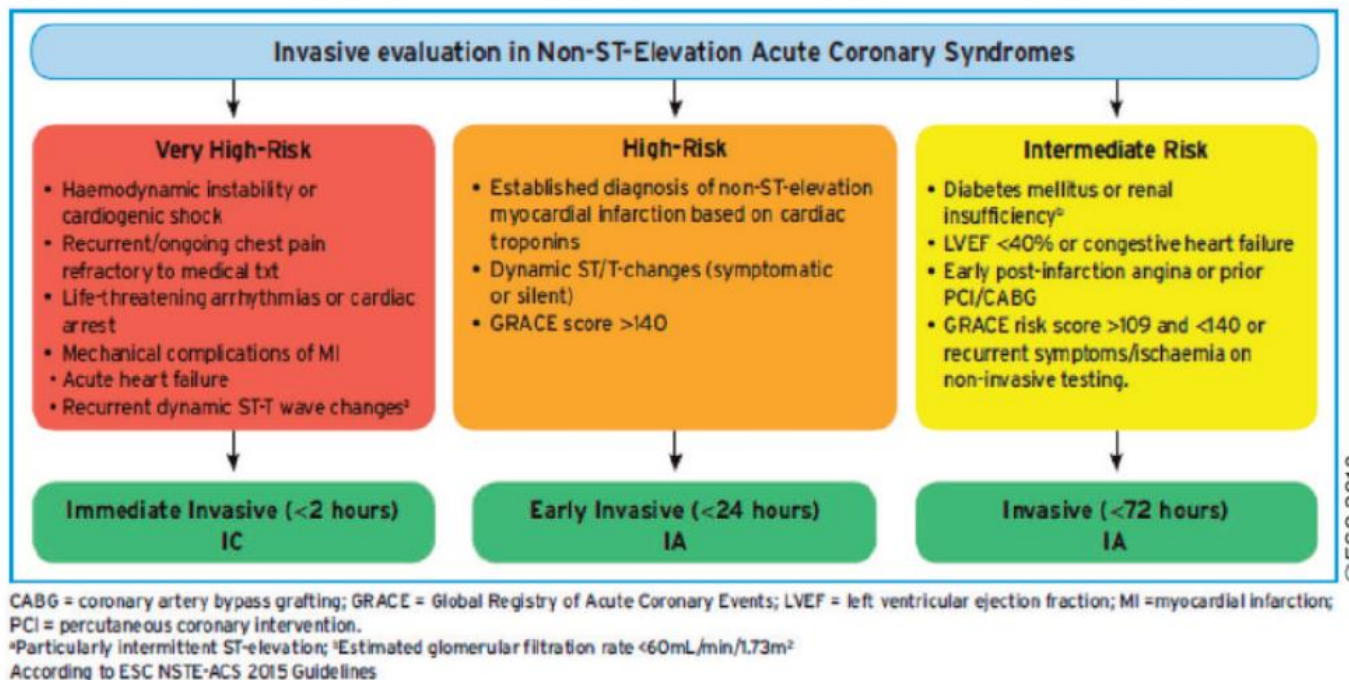 Invasive evaluation in Non-ST-Elevation Acute Coronary Syndromes
Very High-Risk
• Haemodynamic instability or
cardiogenic shock
• Recurrent/ongoing chest pain
refractory to medical txt
• Life-threatening arrhythmias or cardiac
arrest
• Mechanical complications of MI
• Acute heart failure
• Recurrent dynamic ST-T wave changesª
Immediate Invasive (<2 hours)
IC
High-Risk
• Established diagnosis of non-ST-elevation
myocardial infarction based on cardiac
troponins
• Dynamic ST/T-changes (symptomatic
or silent)
• GRACE score >140
Early Invasive (<24 hours)
IA
Intermediate Risk
• Diabetes mellitus or renal
insufficiencyᵇ
• LVEF <40% or congestive heart failure
• Early post-infarction angina or prior
PCI/CABG
• GRACE risk score >109 and <140 or
recurrent symptoms/ischaemia on
non-invasive testing.
Invasive (<72 hours)
IA
CABG = coronary artery bypass grafting; GRACE = Global Registry of Acute Coronary Events; LVEF = left ventricular ejection fraction; MI =myocardial infarction;
PCI = percutaneous coronary intervention.
ªParticularly intermittent ST-elevation; ᵇEstimated glomerular filtration rate <60mL/min/1.73m²
According to ESC NSTE-ACS 2015 Guidelines